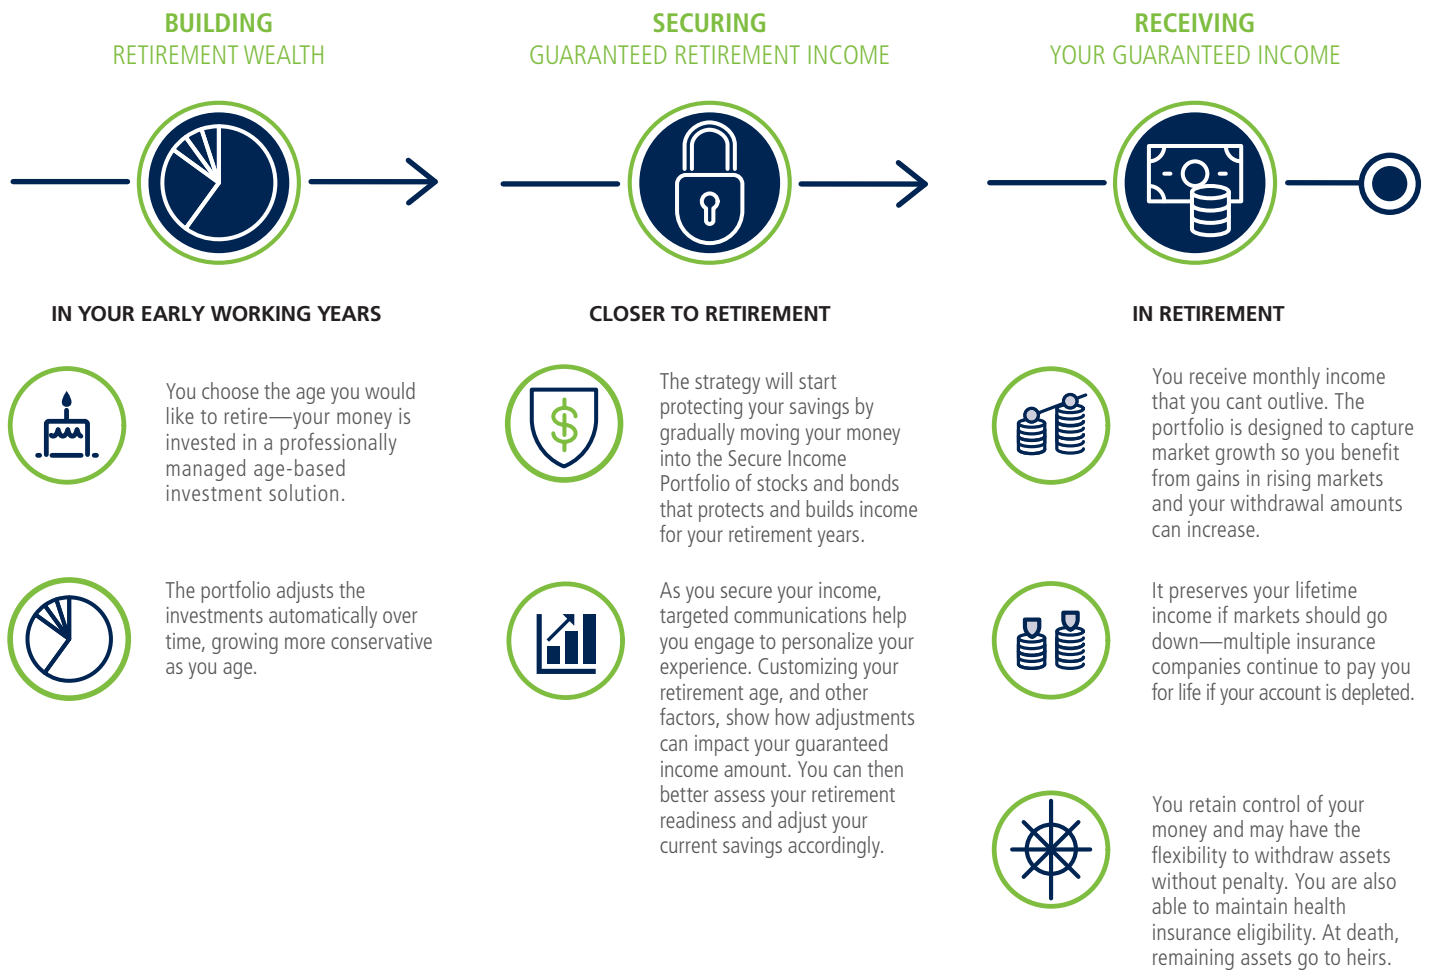 BUILDING
RETIREMENT WEALTH
IN YOUR EARLY WORKING YEARS
You choose the age you would
like to retire—your money is
invested in a professionally
managed age-based
investment solution.
The portfolio adjusts the
investments automatically over
time, growing more conservative
as you age.
SECURING
GUARANTEED RETIREMENT INCOME
CLOSER TO RETIREMENT
The strategy will start
protecting your savings by
gradually moving your money
into the Secure Income
Portfolio of stocks and bonds
that protects and builds income
for your retirement years.
As you secure your income,
targeted communications help
you engage to personalize your
experience. Customizing your
retirement age, and other
factors, show how adjustments
can impact your guaranteed
income amount. You can then
better assess your retirement
readiness and adjust your
current savings accordingly.
RECEIVING
YOUR GUARANTEED INCOME
IN RETIREMENT
You receive monthly income
that you cant outlive. The
portfolio is designed to capture
market growth so you benefit
from gains in rising markets
and your withdrawal amounts
can increase.
It preserves your lifetime
income if markets should go
down—multiple insurance
companies continue to pay you
for life if your account is depleted.
You retain control of your
money and may have the
flexibility to withdraw assets
without penalty. You are also
able to maintain health
insurance eligibility. At death,
remaining assets go to heirs.